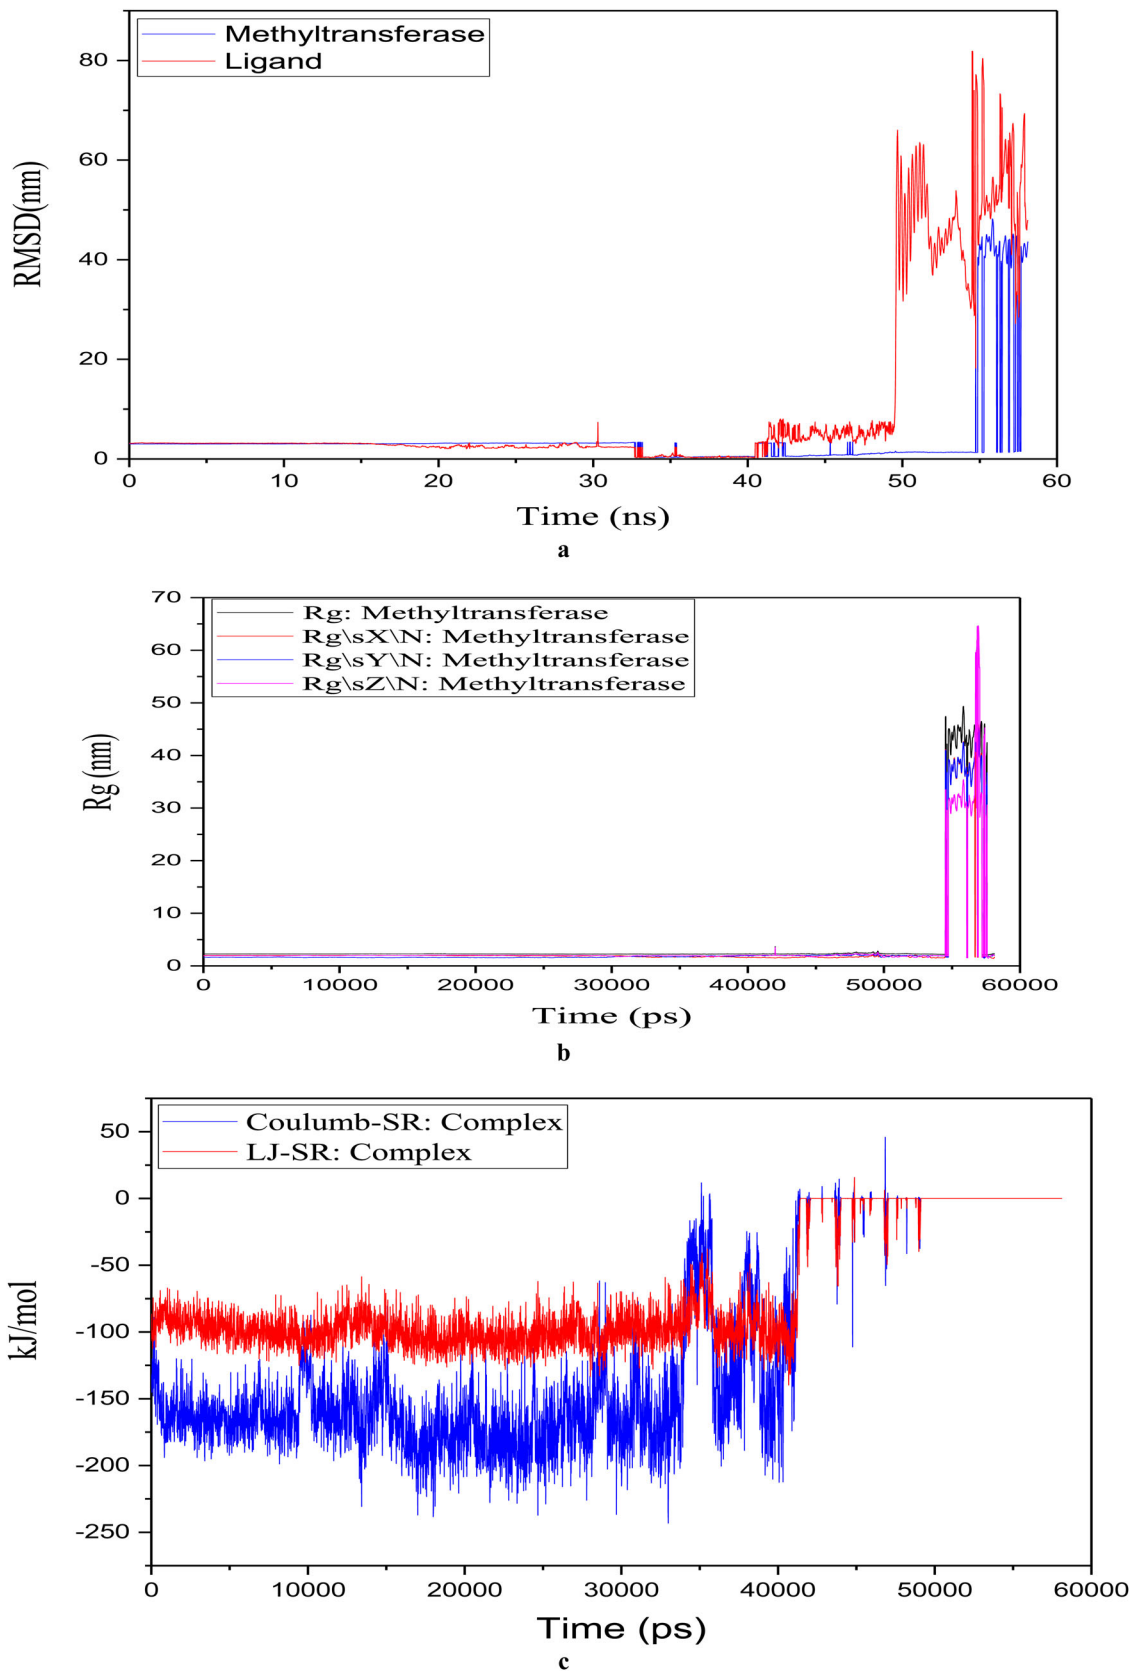 Methyltransferase
Ligand
80
60
40
20
0
RMSD(nm)
0 10 20 30 40 50 60
Time (ns)
a
Rg: Methyltransferase
Rg\sX\N: Methyltransferase
Rg\sY\N: Methyltransferase
Rg\sZ\N: Methyltransferase
70
60
50
40
30
20
10
0
Rg (nm)
0 10000 20000 30000 40000 50000 60000
Time (ps)
b
Coulumb-SR: Complex
LJ-SR: Complex
50
0
-50
-100
-150
-200
-250
kJ/mol
0 10000 20000 30000 40000 50000 60000
Time (ps)
c